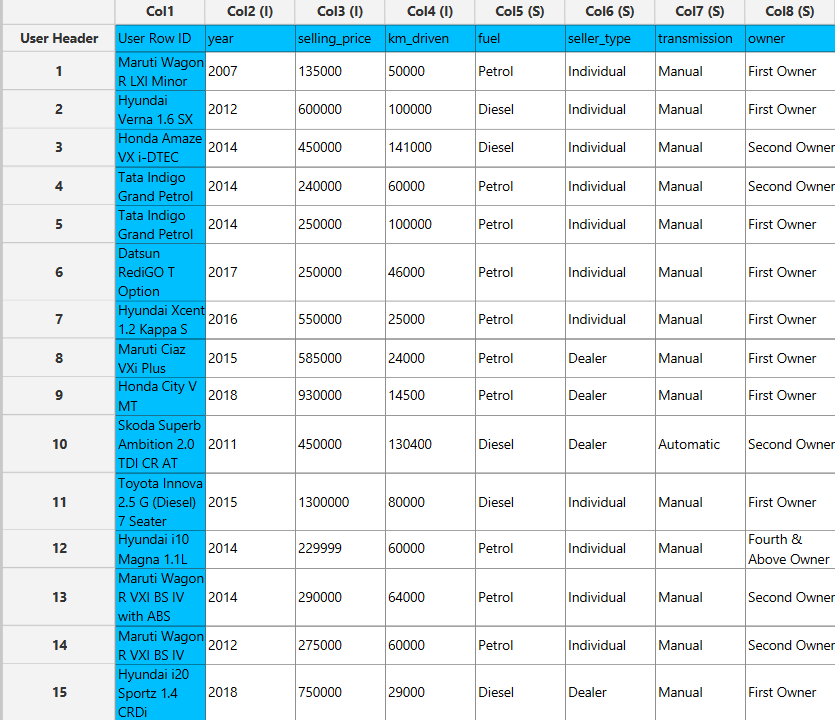 Col1 Col2 (I) Col3 (I) Col4 (I) Col5 (S) Col6 (S) Col7 (S) Col8 (S)
User Header User Row ID year selling_price km_driven fuel seller_type transmission owner
1 Maruti Wagon R LXI Minor 2007 135000 50000 Petrol Individual Manual First Owner
2 Hyundai Verna 1.6 SX 2012 600000 100000 Diesel Individual Manual First Owner
3 Honda Amaze VX i-DTEC 2014 450000 141000 Diesel Individual Manual Second Owner
4 Tata Indigo Grand Petrol 2014 240000 60000 Petrol Individual Manual Second Owner
5 Tata Indigo Grand Petrol 2014 250000 100000 Petrol Individual Manual First Owner
6 Datsun RediGO T Option 2017 250000 46000 Petrol Individual Manual First Owner
7 Hyundai Xcent 1.2 Kappa S 2016 550000 25000 Petrol Individual Manual First Owner
8 Maruti Ciaz VXi Plus 2015 585000 24000 Petrol Dealer Manual First Owner
9 Honda City V MT 2018 930000 14500 Petrol Dealer Manual First Owner
10 Skoda Superb Ambition 2.0 TDI CR AT 2011 450000 130400 Diesel Dealer Automatic Second Owner
11 Toyota Innova 2.5 G (Diesel) 7 Seater 2015 1300000 80000 Diesel Individual Manual First Owner
12 Hyundai i10 Magna 1.1L 2014 229999 60000 Petrol Individual Manual Fourth & Above Owner
13 Maruti Wagon R VXI BS IV with ABS 2014 290000 64000 Petrol Individual Manual Second Owner
14 Maruti Wagon R VXI BS IV 2012 275000 60000 Petrol Individual Manual Second Owner
15 Hyundai i20 Sportz 1.4 CRDi 2018 750000 29000 Diesel Dealer Manual First Owner